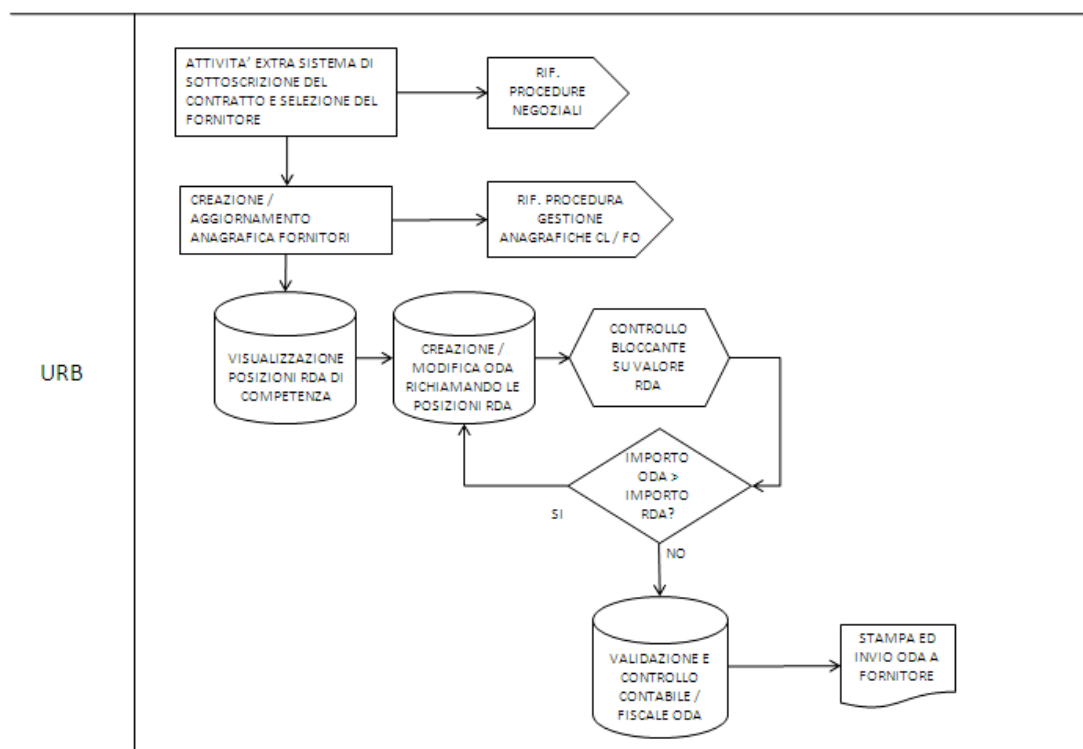 ATTIVITA' EXTRA SISTEMA DI
SOTTOSCRIZIONE DEL
CONTRATTO E SELEZIONE DEL
FORNITORE
RIF.
PROCEDURE
NEGOZIALI
CREAZIONE /
AGGIORNAMENTO
ANAGRAFICA FORNITORI
RIF. PROCEDURA
GESTIONE
ANAGRAFICHE CL / FO
URB
VISUALIZZAZIONE
POSIZIONI RDA DI
COMPETENZA
CREAZIONE /
MODIFICA ODA
RICHIAMANDO LE
POSIZIONI RDA
CONTROLLO
BLOCCANTE
SU VALORE
RDA
IMPORTO
ODA >
IMPORTO
RDA?
SI
NO
VALIDAZIONE E
CONTROLLO
CONTABILE /
FISCALE ODA
STAMPA ED
INVIO ODA A
FORNITORE